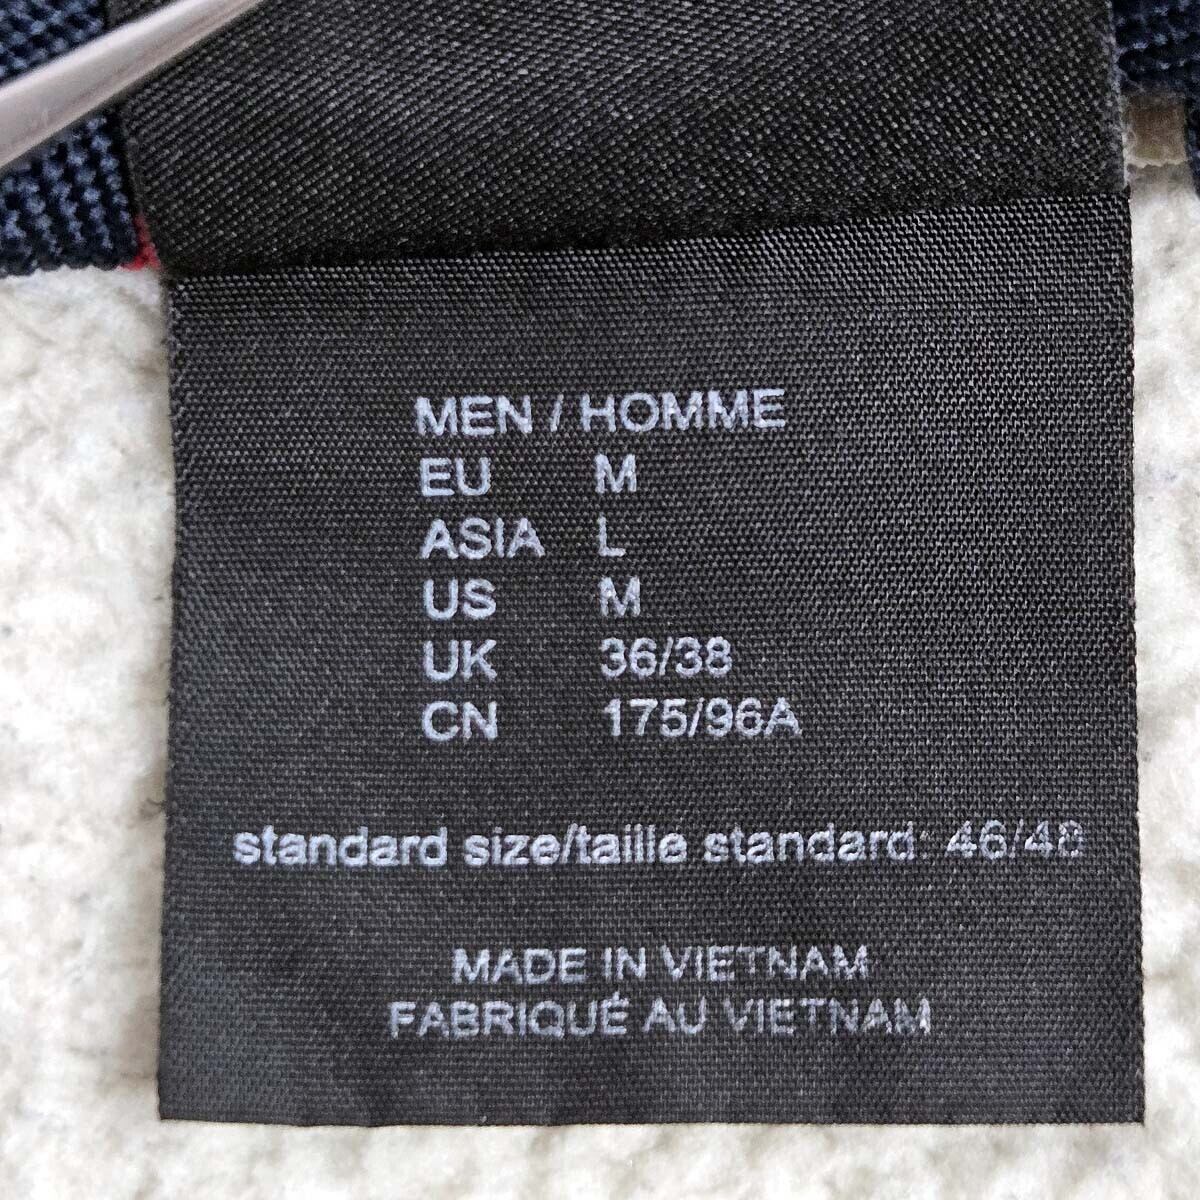 MEN / HOMME
EU M
ASIA L
US M
UK 36/38
CN 175/96A
standard size/taille standard: 46/48
MADE IN VIETNAM
FABRIQUÉ AU VIETNAM